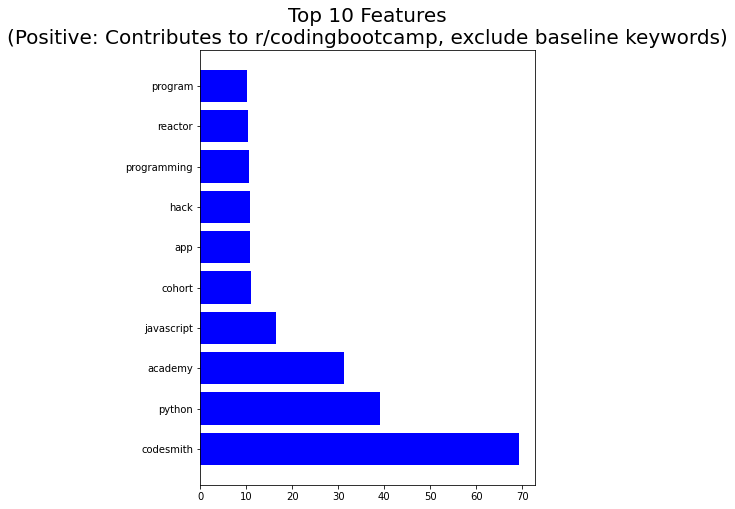 Top 10 Features
(Positive: Contributes to r/codingbootcamp, exclude baseline keywords)
program
reactor
programming
hack
app
cohort
javascript
academy
python
codesmith
0 10 20 30 40 50 60 70